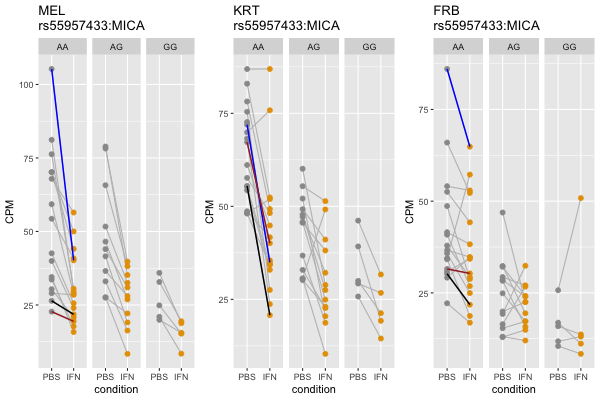 MEL
rs55957433:MICA
AA AG GG
CPM
100
75
50
25
PBS IFN PBS IFN PBS IFN
condition
KRT
rs55957433:MICA
AA AG GG
CPM
75
50
25
PBS IFN PBS IFN PBS IFN
condition
FRB
rs55957433:MICA
AA AG GG
CPM
75
50
25
PBS IFN PBS IFN PBS IFN
condition